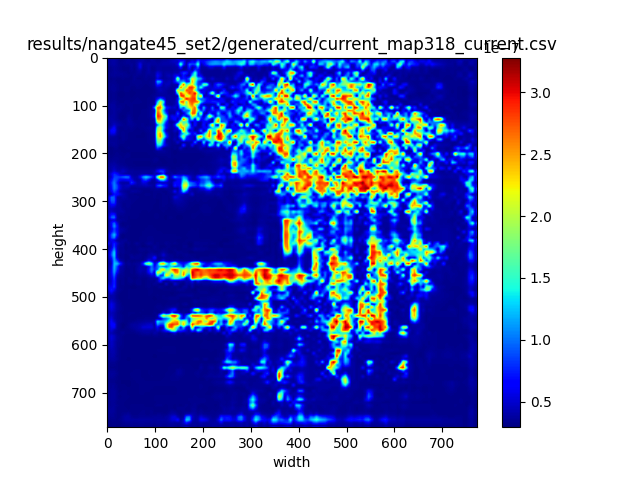 results/nangate45_set2/generated/current_map318_current.csv
1e−7
0
100
200
300
400
500
600
700
height
0 100 200 300 400 500 600 700
width
3.0
2.5
2.0
1.5
1.0
0.5